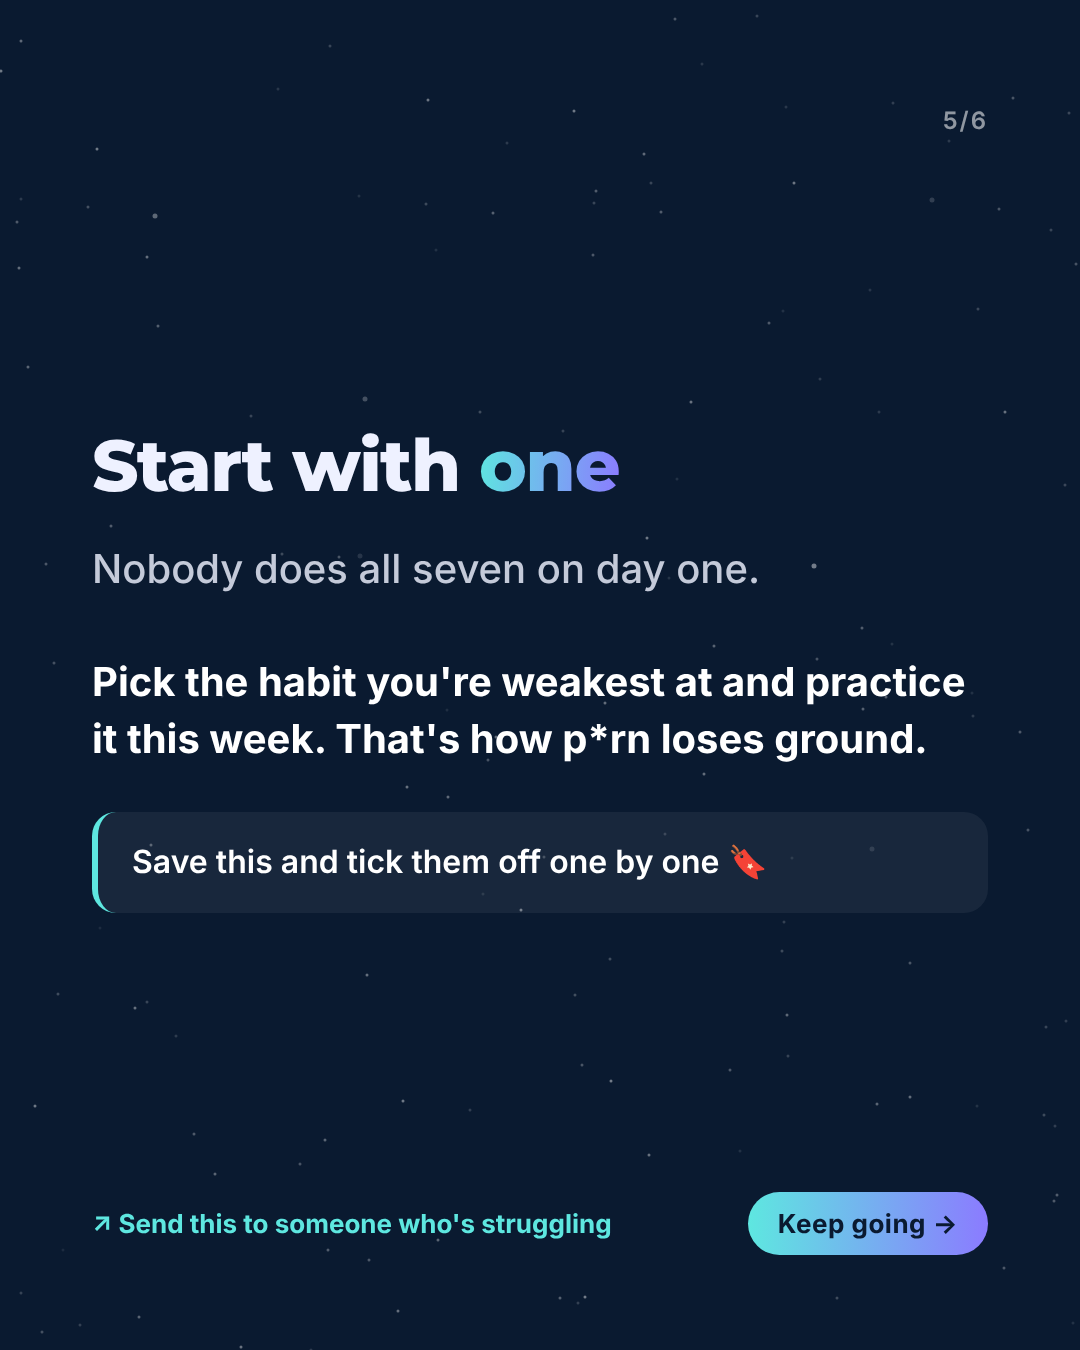 5/6
Start with one
Nobody does all seven on day one.
Pick the habit you're weakest at and practice
it this week. That's how p*rn loses ground.
Save this and tick them off one by one 🔖
↗ Send this to someone who's struggling
Keep going →